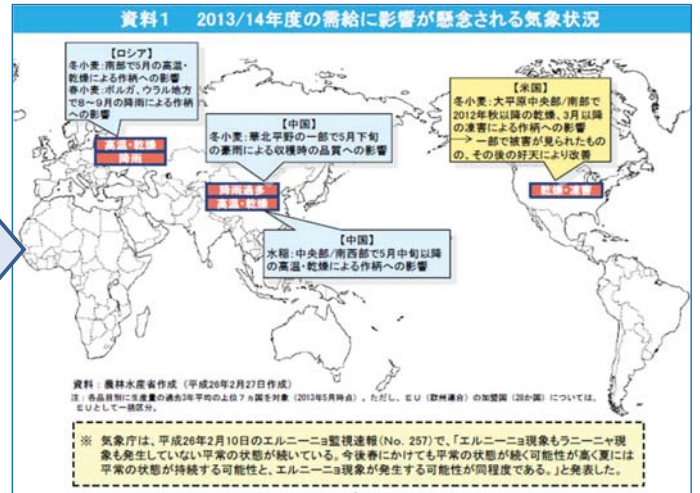 資料1 2013/14年度の需給に影響が懸念される気象状況
【ロシア】
冬小麦:南部で5月の高温・
乾燥による作柄への影響
春小麦:ボルガ、ウラル地方
で8~9月の降雨による作柄
への影響
高温・乾燥
降雨
【中国】
冬小麦:華北平野の一部で5月下旬
の豪雨による収穫時の品質への影響
降雨過多
高温・乾燥
【中国】
水稲:中央部/南西部で5月中旬以降
の高温・乾燥による作柄への影響
【米国】
冬小麦:太平原中央部/南部で
2012年秋以降の乾燥、3月以降
の凍害による作柄への影響
→ 一部で被害が見られたもの
の、その後の好天により改善
乾燥・凍害
資料:農林水産省作成(平成26年2月27日作成)
注:各品目別に生産量の過去3年平均の上位7ヵ国を対象(2013年5月時点)。ただし、EU(欧州連合)の加盟国(28か国)については、
EUとして一括区分。
※ 気象庁は、平成26年2月10日のエルニーニョ監視速報(No. 257)で、「エルニーニョ現象もラニーニャ現
象も発生していない平常の状態が続いている。今後春にかけても平常の状態が続く可能性が高く夏には
平常の状態が持続する可能性と、エルニーニョ現象が発生する可能性が同程度である。」と発表した。